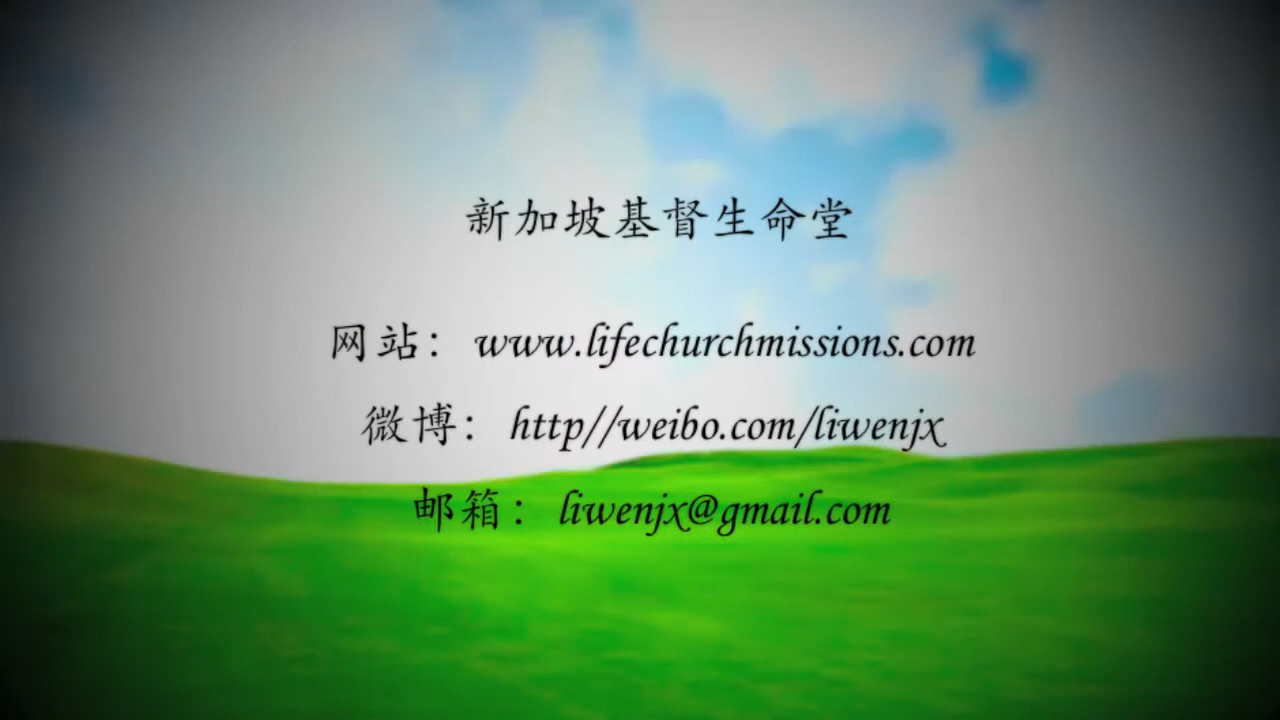 新加坡基督生命堂
网站：www.lifechurchmissions.com
微博：http//weibo.com/liwenjx
邮箱：liwenjx@gmail.com